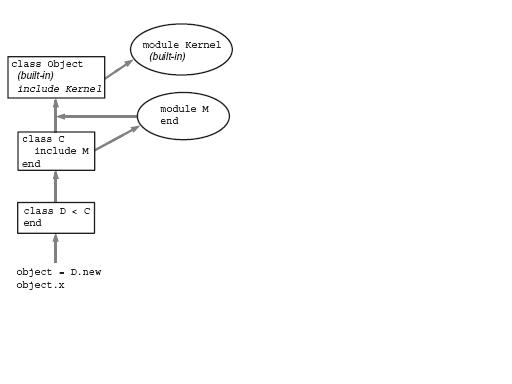 module Kernel
(built-in)
class Object
(built-in)
include Kernel
module M
end
class C
include M
end
class D < C
end
object = D.new
object.x